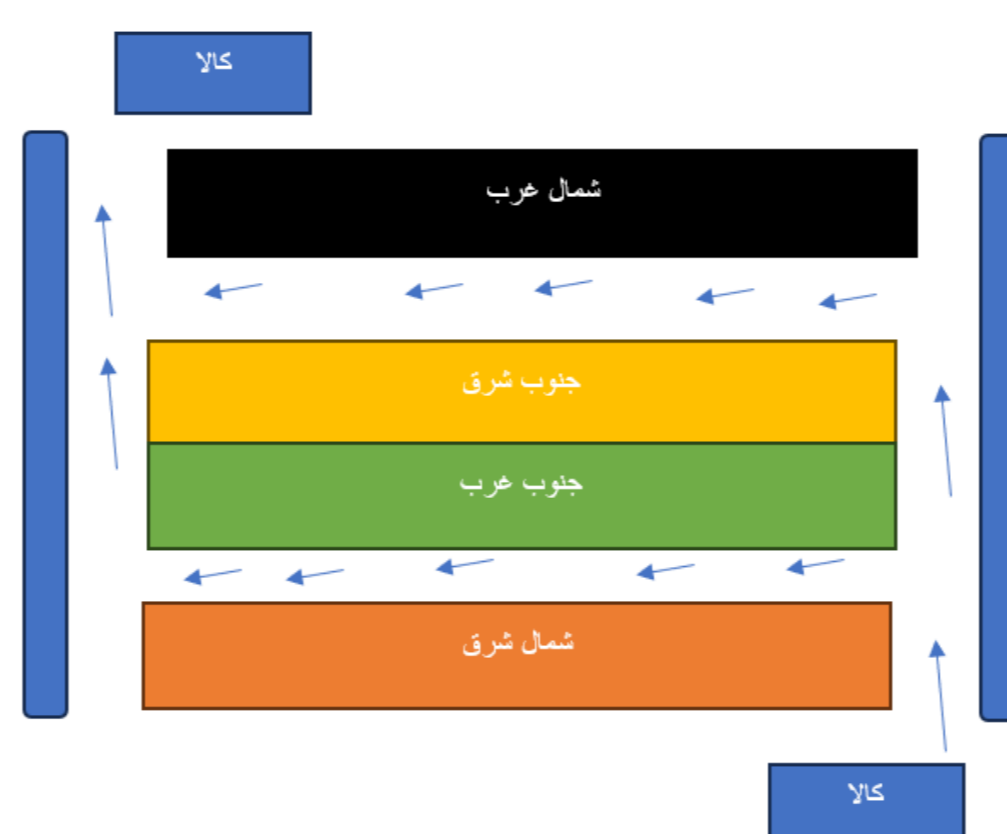 کالا
شمال غرب
جنوب شرق
جنوب غرب
شمال شرق
کالا